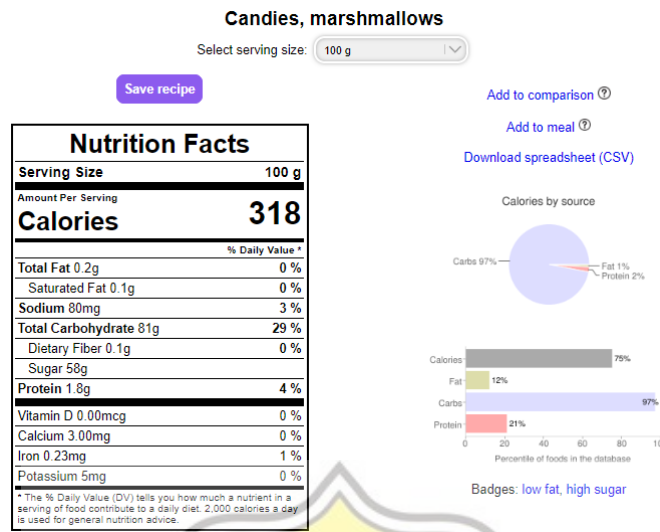 Candies, marshmallows
Select serving size: 100 g
Save recipe
Add to comparison ?
Add to meal ?
Download spreadsheet (CSV)
Nutrition Facts
Serving Size 100 g
Amount Per Serving
Calories 318
% Daily Value *
Total Fat 0.2g 0 %
Saturated Fat 0.1g 0 %
Sodium 80mg 3 %
Total Carbohydrate 81g 29 %
Dietary Fiber 0.1g 0 %
Sugar 58g
Protein 1.8g 4 %
Vitamin D 0.00mcg 0 %
Calcium 3.00mg 0 %
Iron 0.23mg 1 %
Potassium 5mg 0 %
* The % Daily Value (DV) tells you how much a nutrient in a
serving of food contribute to a daily diet. 2,000 calories a day
is used for general nutrition advice.
Calories by source
Carbs 97%
Fat 1%
Protein 2%
Calories 75%
Fat 12%
Carbs 97%
Protein 21%
0 20 40 60 80 10
Percentile of foods in the database
Badges: low fat, high sugar